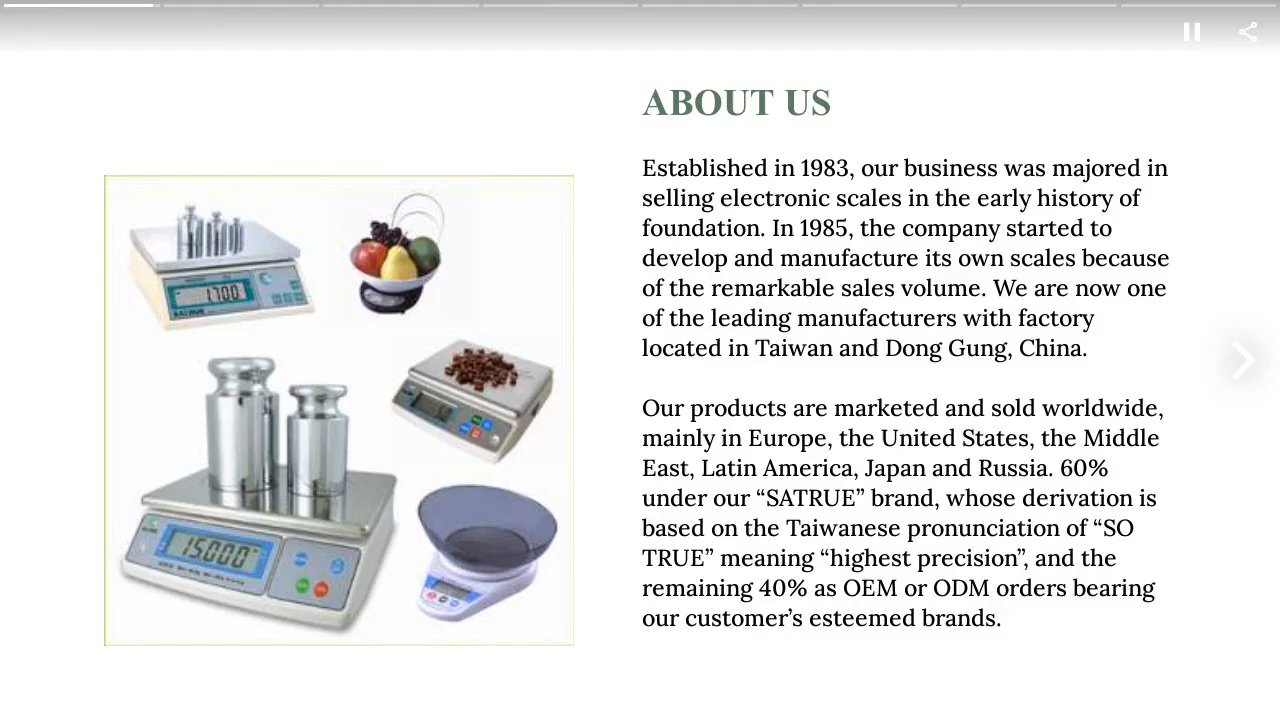 ABOUT US
Established in 1983, our business was majored in
selling electronic scales in the early history of
foundation. In 1985, the company started to
develop and manufacture its own scales because
of the remarkable sales volume. We are now one
of the leading manufacturers with factory
located in Taiwan and Dong Gung, China.
Our products are marketed and sold worldwide,
mainly in Europe, the United States, the Middle
East, Latin America, Japan and Russia. 60%
under our “SATRUE” brand, whose derivation is
based on the Taiwanese pronunciation of “SO
TRUE” meaning “highest precision”, and the
remaining 40% as OEM or ODM orders bearing
our customer’s esteemed brands.
1700
SATRUE
15000